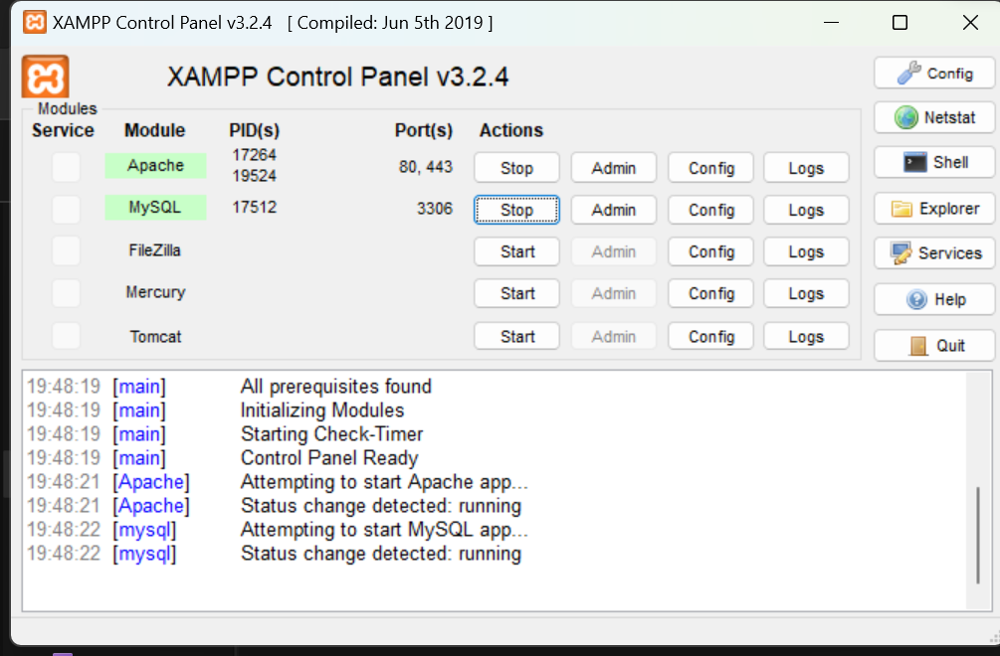 XAMPP Control Panel v3.2.4 [ Compiled: Jun 5th 2019 ]
XAMPP Control Panel v3.2.4
Config
Modules
Service Module PID(s) Port(s) Actions
Netstat
Apache 17264 19524 80, 443 Stop Admin Config Logs
Shell
MySQL 17512 3306 Stop Admin Config Logs
Explorer
FileZilla Start Admin Config Logs
Services
Mercury Start Admin Config Logs
Help
Tomcat Start Admin Config Logs
Quit
19:48:19 [main] All prerequisites found
19:48:19 [main] Initializing Modules
19:48:19 [main] Starting Check-Timer
19:48:19 [main] Control Panel Ready
19:48:21 [Apache] Attempting to start Apache app...
19:48:21 [Apache] Status change detected: running
19:48:22 [mysql] Attempting to start MySQL app...
19:48:22 [mysql] Status change detected: running